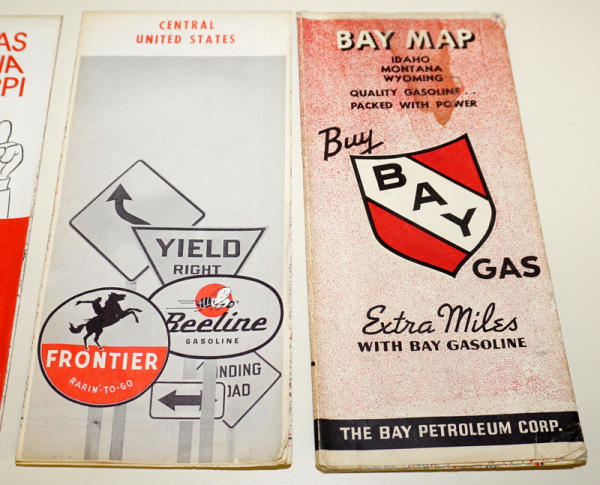 AS
IA
PPI
CENTRAL
UNITED STATES
YIELD
RIGHT
Beeline
GASOLINE
FRONTIER
RARIN'-TO-GO
INDING
OAD
BAY MAP
IDAHO
MONTANA
WYOMING
QUALITY GASOLINE..
PACKED WITH POWER
Buy
BAY
GAS
Extra Miles
WITH BAY GASOLINE
THE BAY PETROLEUM CORP.